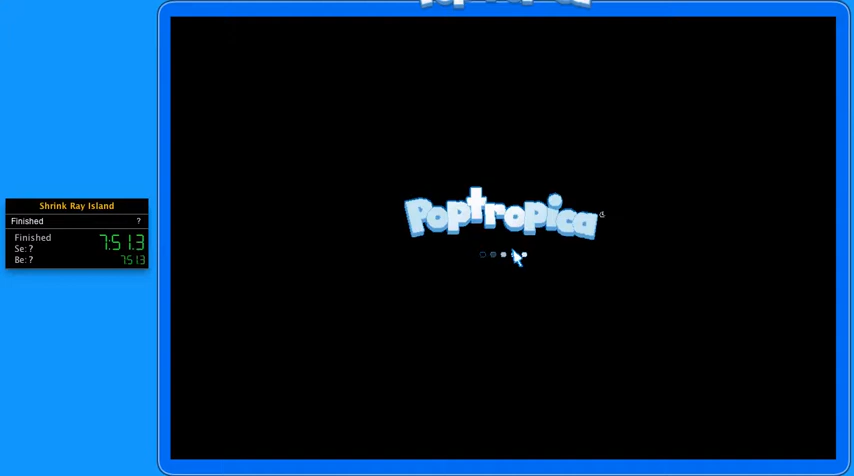 Shrink Ray Island
Finished ?
Finished 7:51.3
Se: ?
Be: ? 7:51.3
Poptropica